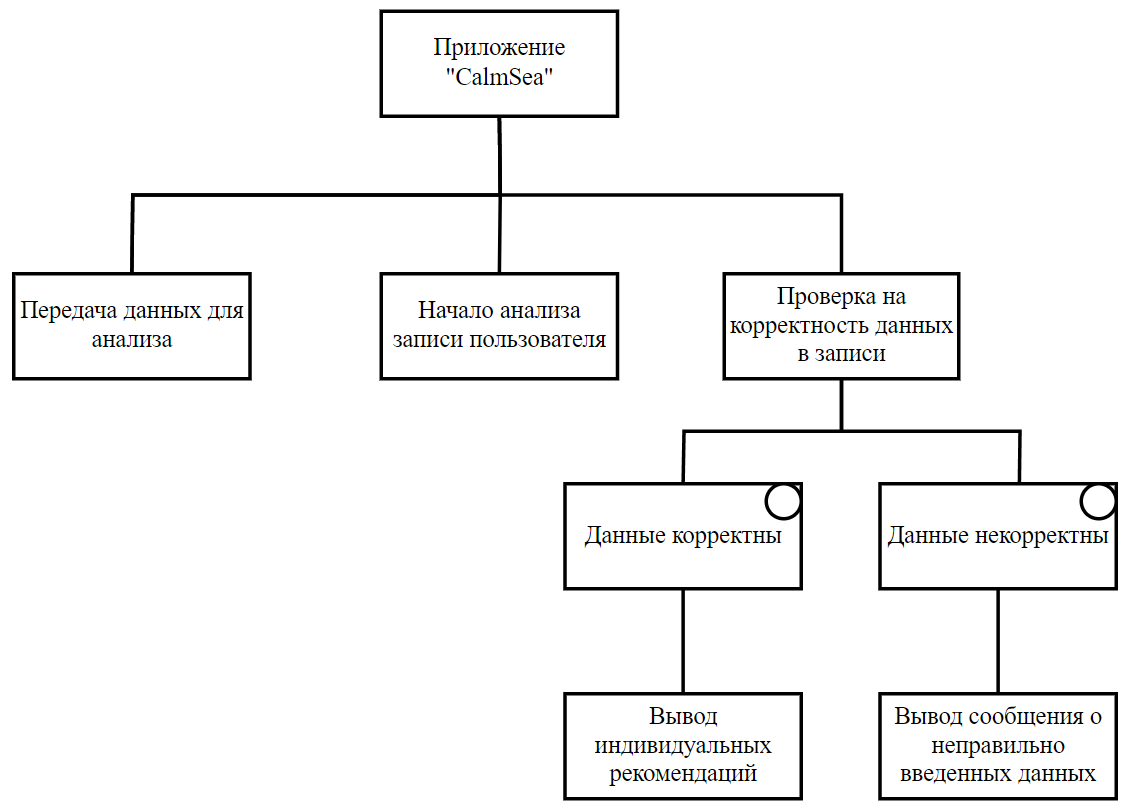 Приложение
"CalmSea"
Передача данных для
анализа
Начало анализа
записи пользователя
Проверка на
корректность данных
в записи
Данные корректны
Данные некорректны
Вывод
индивидуальных
рекомендаций
Вывод сообщения о
неправильно
введенных данных